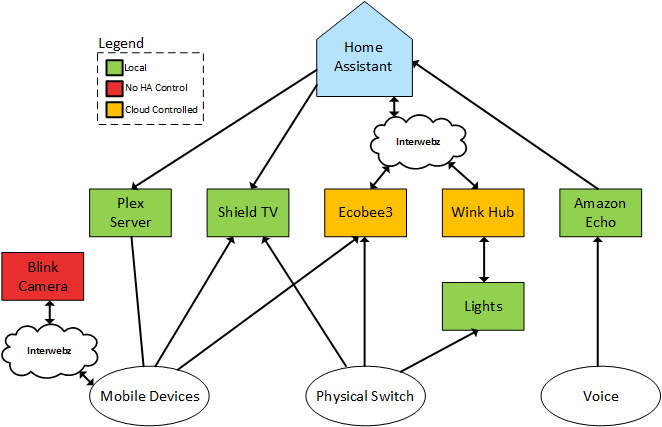 Legend
Local
No HA Control
Cloud Controlled
Home
Assistant
Interwebz
Plex
Server
Shield TV
Ecobee3
Wink Hub
Amazon
Echo
Blink
Camera
Lights
Interwebz
Mobile Devices
Physical Switch
Voice